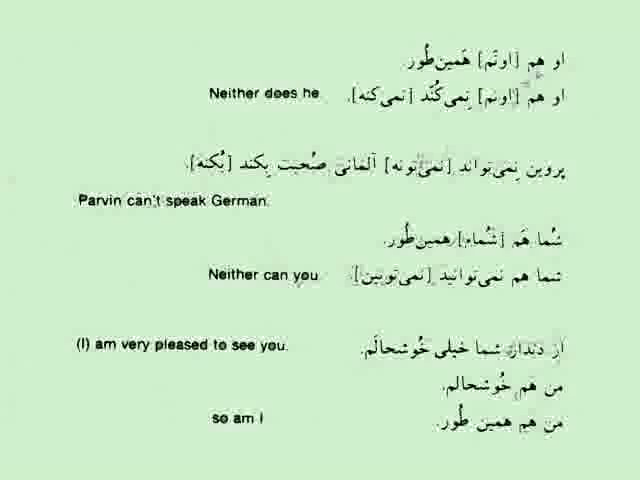 او هم [اونَم] هَمین‌طُور.
او هم [اونم] نِمی‌کُنَد [نمی‌کنه]. Neither does he
پروین نِمی‌تواند [نمی‌تونه] آلمانی صُحبت بِکند [بُکنه].
Parvin can't speak German.
شُما هَم [شُمام] همین‌طُور.
شما هم نمی‌توانید [نمی‌تونین]. Neither can you.
از شما خیلی خُوشحالَم. (I) am very pleased to see you.
من هم خُوشحالم.
من هم همین طُور. so am I